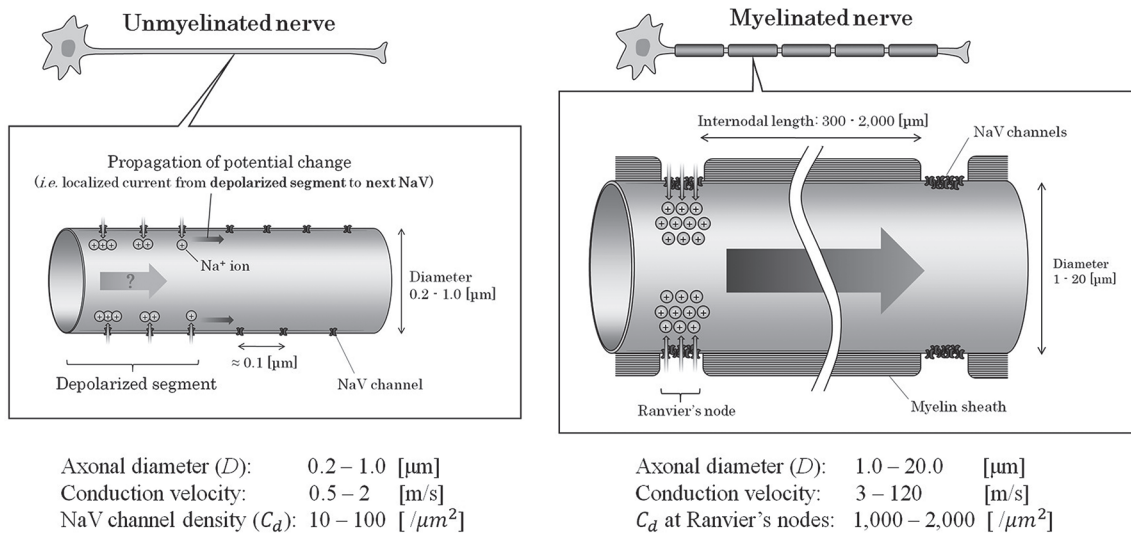 Unmyelinated nerve
Propagation of potential change
(i.e. localized current from depolarized segment to next NaV)
+ + + + + +
Na⁺ ion
?
+ + + + + +
Diameter
0.2 - 1.0 [μm]
≈ 0.1 [μm]
Depolarized segment
NaV channel
Axonal diameter (D): 0.2 – 1.0 [μm]
Conduction velocity: 0.5 – 2 [m/s]
NaV channel density (C_d): 10 – 100 [ /μm²]
Myelinated nerve
Internodal length: 300 - 2,000 [μm]
NaV channels
+ + +
+ + + +
+ + +
Diameter
1 - 20 [μm]
+ + +
+ + + +
+ + +
Ranvier's node
Myelin sheath
Axonal diameter (D): 1.0 – 20.0 [μm]
Conduction velocity: 3 – 120 [m/s]
C_d at Ranvier's nodes: 1,000 – 2,000 [ /μm²]